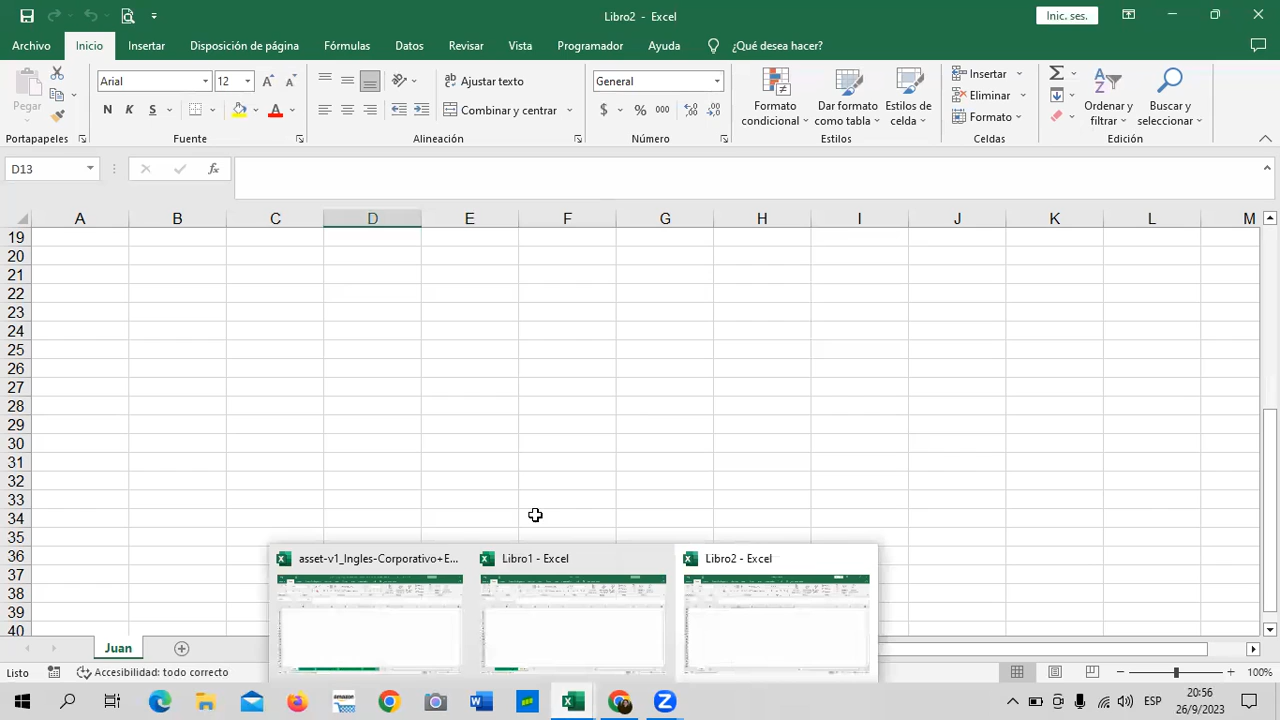 Libro2 - Excel
Inic. ses.
Archivo Inicio Insertar Disposición de página Fórmulas Datos Revisar Vista Programador Ayuda ¿Qué desea hacer?
Pegar
Arial 12
N K S
Ajustar texto
Combinar y centrar
General
$ % 000
Formato condicional
Dar formato como tabla
Estilos de celda
Insertar
Eliminar
Formato
Ordenar y filtrar
Buscar y seleccionar
Portapapeles Fuente Alineación Número Estilos Celdas Edición
D13 fx
A B C D E F G H I J K L M
19
20
21
22
23
24
25
26
27
28
29
30
31
32
33
34
35
36
37
38
39
40
asset-v1_Ingles-Corporativo+E... Libro1 - Excel Libro2 - Excel
Juan
Listo Accesibilidad: todo correcto 100%
ESP 20:56
26/9/2023